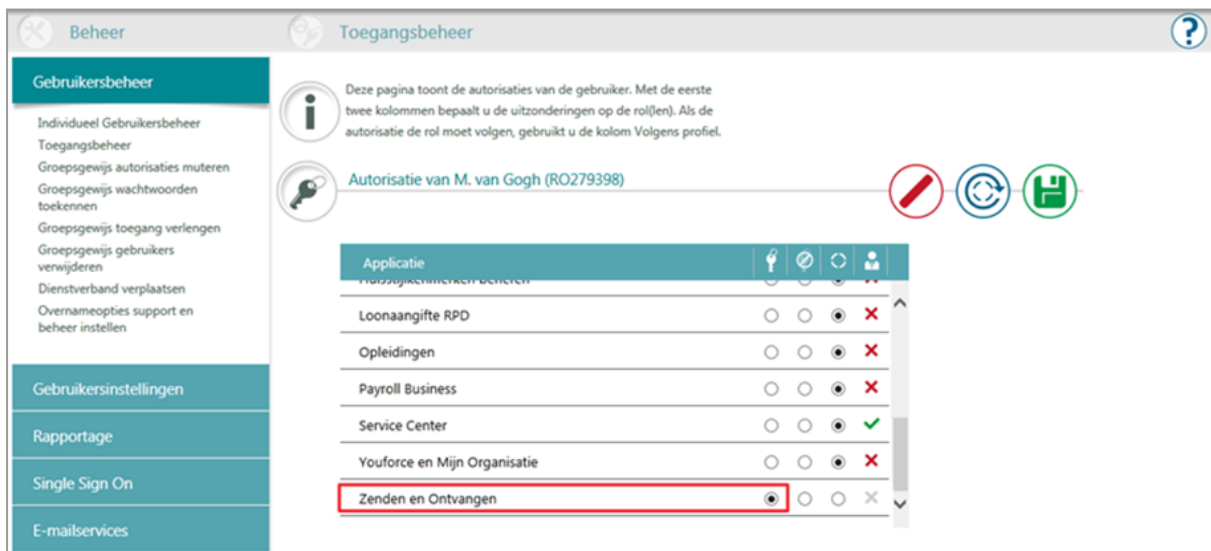 Beheer
Toegangsbeheer
Gebruikersbeheer
Individueel Gebruikersbeheer
Toegangsbeheer
Groepsgewijs autorisaties muteren
Groepsgewijs wachtwoorden
toekennen
Groepsgewijs toegang verlengen
Groepsgewijs gebruikers
verwijderen
Dienstverband verplaatsen
Overnameopties support en
beheer instellen
Gebruikersinstellingen
Rapportage
Single Sign On
E-mailservices
Deze pagina toont de autorisaties van de gebruiker. Met de eerste
twee kolommen bepaalt u de uitzonderingen op de rol(len). Als de
autorisatie de rol moet volgen, gebruikt u de kolom Volgens profiel.
Autorisatie van M. van Gogh (RO279398)
Applicatie
Loonaangifte RPD
Opleidingen
Payroll Business
Service Center
Youforce en Mijn Organisatie
Zenden en Ontvangen